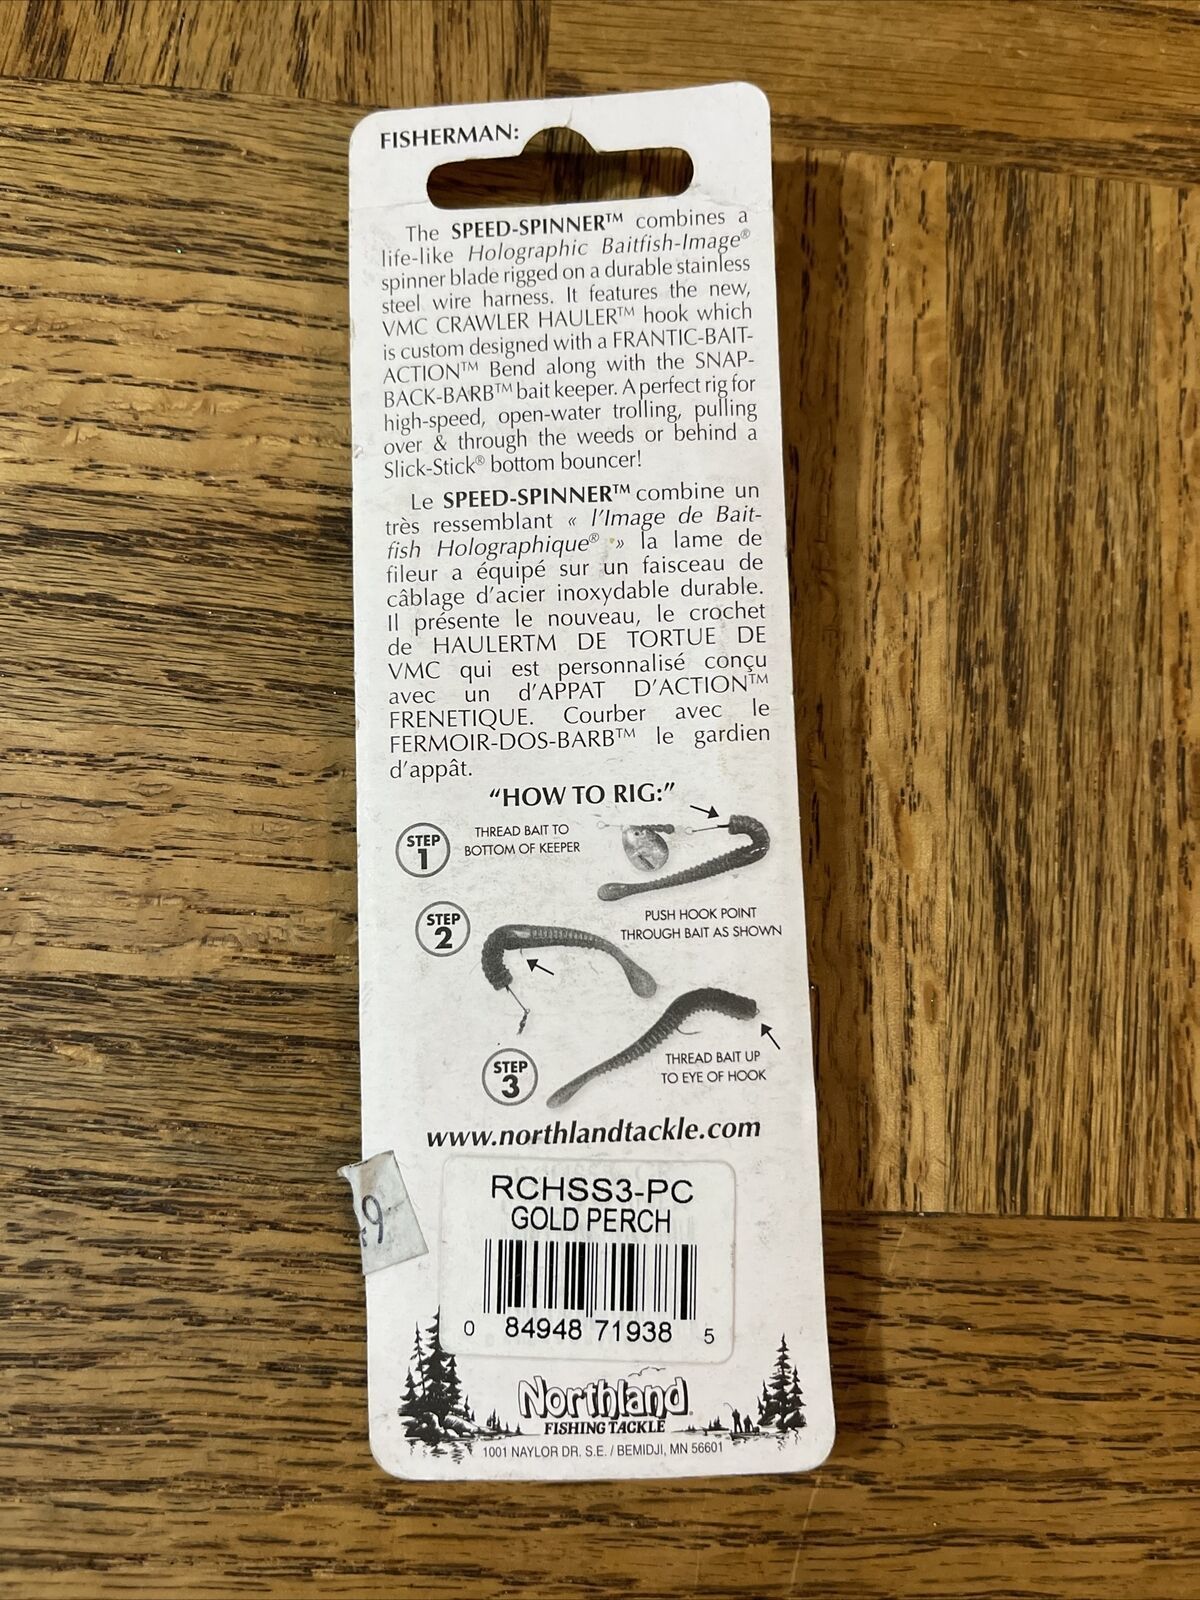 FISHERMAN:
The SPEED-SPINNER™ combines a
life-like Holographic Baitfish-Image®
spinner blade rigged on a durable stainless
steel wire harness. It features the new,
VMC CRAWLER HAULER™ hook which
is custom designed with a FRANTIC-BAIT-
ACTION™ Bend along with the SNAP-
BACK-BARB™ bait keeper. A perfect rig for
high-speed, open-water trolling, pulling
over & through the weeds or behind a
Slick-Stick® bottom bouncer!
Le SPEED-SPINNER™ combine un
très ressemblant « l'Image de Bait-
fish Holographique® » la lame de
fileur a équipé sur un faisceau de
câblage d'acier inoxydable durable.
Il présente le nouveau, le crochet
de HAULERTM DE TORTUE DE
VMC qui est personnalisé conçu
avec un d'APPAT D'ACTION™
FRENETIQUE. Courber avec le
FERMOIR-DOS-BARB™ le gardien
d'appât.
"HOW TO RIG:"
STEP
1
THREAD BAIT TO
BOTTOM OF KEEPER
STEP
2
PUSH HOOK POINT
THROUGH BAIT AS SHOWN
STEP
3
THREAD BAIT UP
TO EYE OF HOOK
www.northlandtackle.com
RCHSS3-PC
GOLD PERCH
0 84948 71938 5
Northland
FISHING TACKLE
1001 NAYLOR DR. S.E. / BEMIDJI, MN 56601